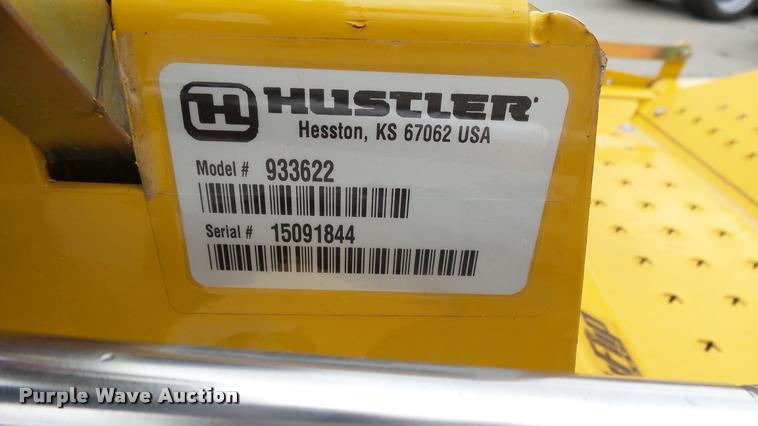 H HUSTLER
Hesston, KS 67062 USA
Model # 933622
Serial # 15091844
Purple Wave Auction